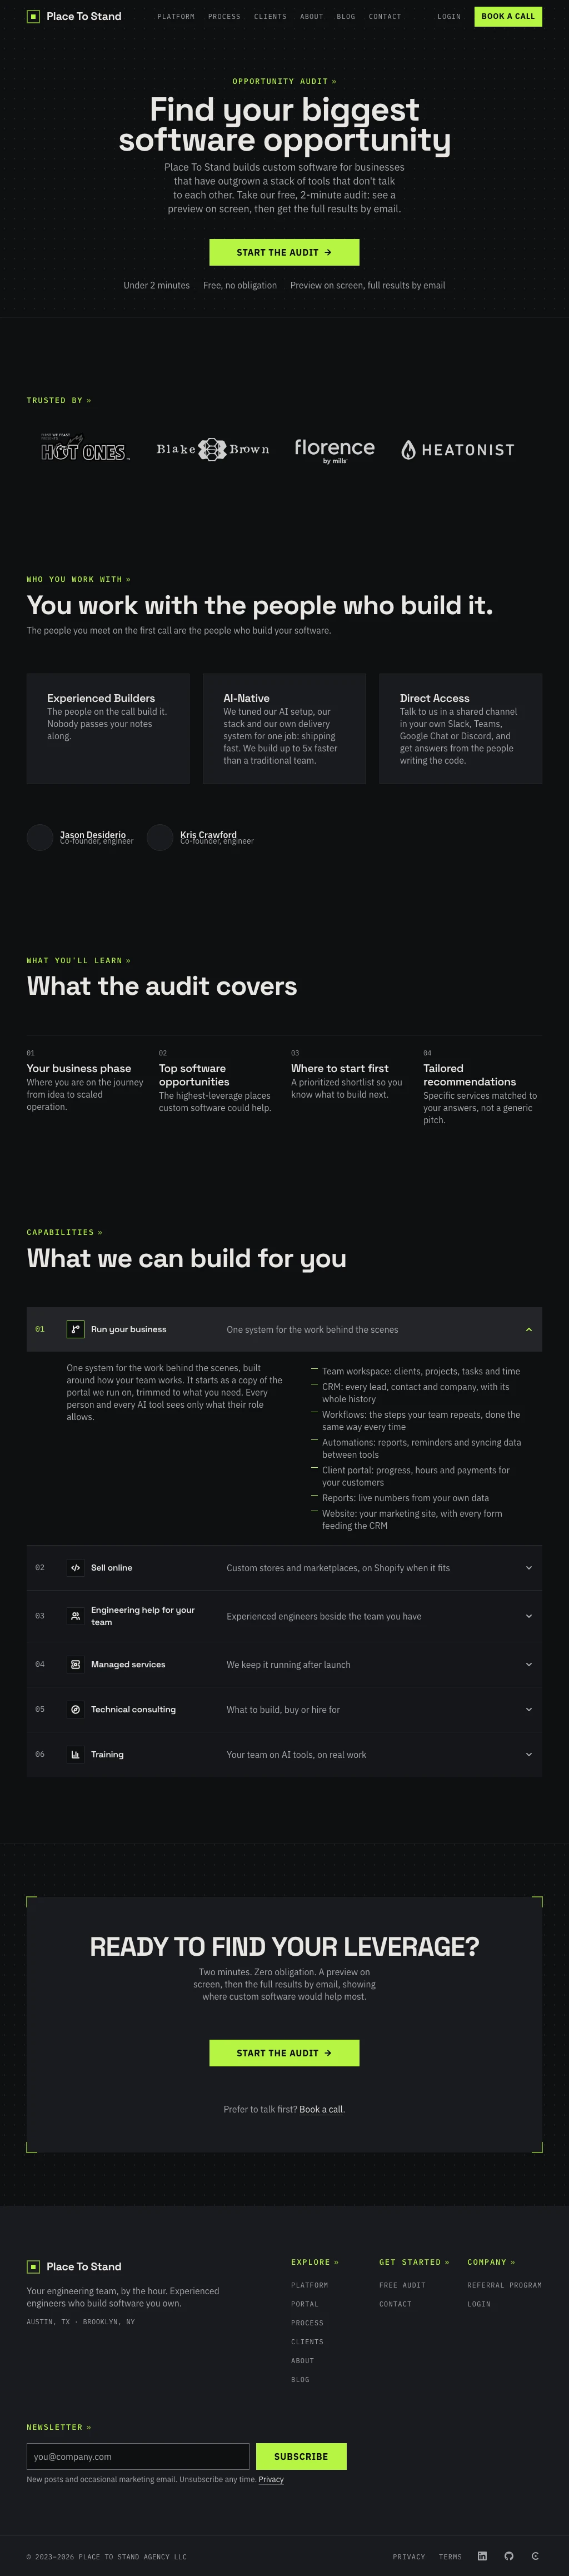 Place To Stand
PLATFORM PROCESS CLIENTS ABOUT BLOG CONTACT
LOGIN
BOOK A CALL
OPPORTUNITY AUDIT »
Find your biggest
software opportunity
Place To Stand builds custom software for businesses
that have outgrown a stack of tools that don't talk
to each other. Take our free, 2-minute audit: see a
preview on screen, then get the full results by email.
START THE AUDIT →
Under 2 minutes Free, no obligation Preview on screen, full results by email
TRUSTED BY »
HOT ONES
Blake Brown
florence
by mills
HEATONIST
WHO YOU WORK WITH »
You work with the people who build it.
The people you meet on the first call are the people who build your software.
Experienced Builders
The people on the call build it.
Nobody passes your notes
along.
AI-Native
We tuned our AI setup, our
stack and our own delivery
system for one job: shipping
fast. We build up to 5x faster
than a traditional team.
Direct Access
Talk to us in a shared channel
in your own Slack, Teams,
Google Chat or Discord, and
get answers from the people
writing the code.
Jason Desiderio
Co-founder, engineer
Kris Crawford
Co-founder, engineer
WHAT YOU'LL LEARN »
What the audit covers
01
Your business phase
Where you are on the journey
from idea to scaled
operation.
02
Top software
opportunities
The highest-leverage places
custom software could help.
03
Where to start first
A prioritized shortlist so you
know what to build next.
04
Tailored
recommendations
Specific services matched to
your answers, not a generic
pitch.
CAPABILITIES »
What we can build for you
01 Run your business One system for the work behind the scenes
One system for the work behind the scenes, built
around how your team works. It starts as a copy of the
portal we run on, trimmed to what you need. Every
person and every AI tool sees only what their role
allows.
Team workspace: clients, projects, tasks and time
CRM: every lead, contact and company, with its
whole history
Workflows: the steps your team repeats, done the
same way every time
Automations: reports, reminders and syncing data
between tools
Client portal: progress, hours and payments for
your customers
Reports: live numbers from your own data
Website: your marketing site, with every form
feeding the CRM
02 Sell online Custom stores and marketplaces, on Shopify when it fits
03 Engineering help for your
team
Experienced engineers beside the team you have
04 Managed services We keep it running after launch
05 Technical consulting What to build, buy or hire for
06 Training Your team on AI tools, on real work
READY TO FIND YOUR LEVERAGE?
Two minutes. Zero obligation. A preview on
screen, then the full results by email, showing
where custom software would help most.
START THE AUDIT →
Prefer to talk first? Book a call.
Place To Stand
Your engineering team, by the hour. Experienced
engineers who build software you own.
AUSTIN, TX · BROOKLYN, NY
EXPLORE »
PLATFORM
PORTAL
PROCESS
CLIENTS
ABOUT
BLOG
GET STARTED »
FREE AUDIT
CONTACT
COMPANY »
REFERRAL PROGRAM
LOGIN
NEWSLETTER »
you@company.com
SUBSCRIBE
New posts and occasional marketing email. Unsubscribe any time. Privacy
© 2023–2026 PLACE TO STAND AGENCY LLC
PRIVACY TERMS